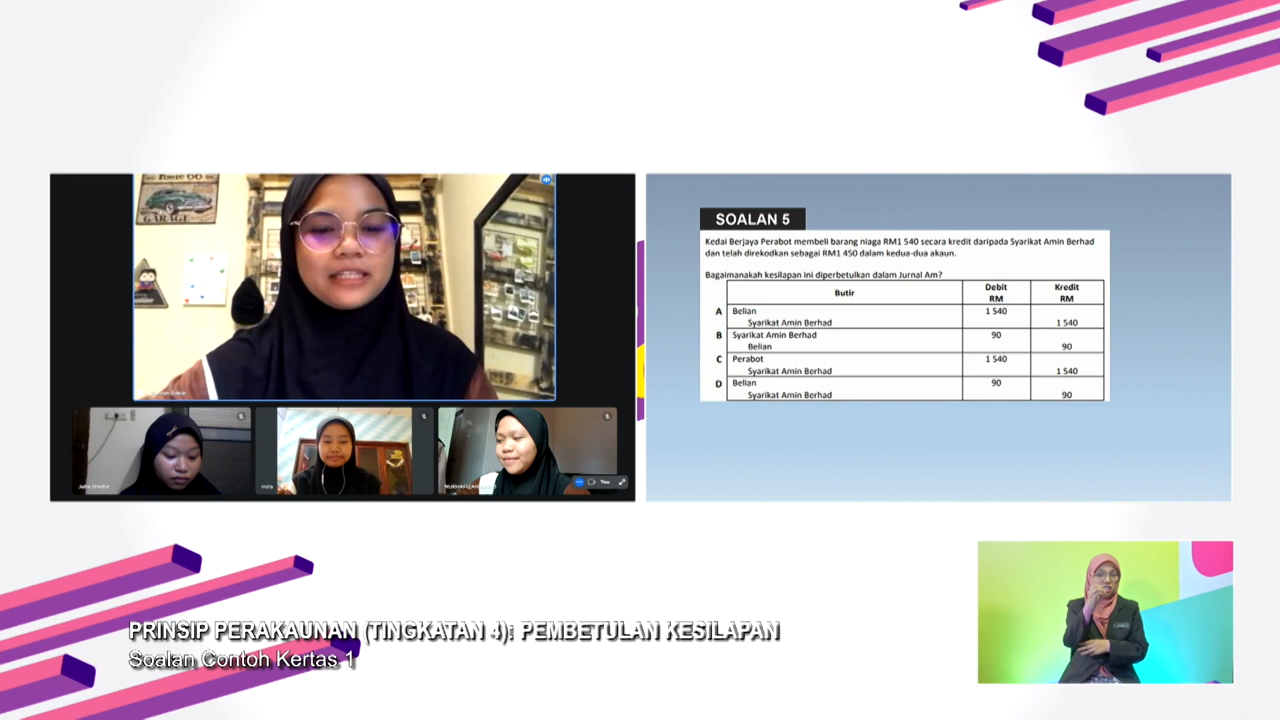 ROUTE 66
GARAGE
SOALAN 5
Kedai Berjaya Perabot membeli barang niaga RM1 540 secara kredit daripada Syarikat Amin Berhad
dan telah direkodkan sebagai RM1 450 dalam kedua-dua akaun.
Bagaimanakah kesilapan ini diperbetulkan dalam Jurnal Am?
Butir Debit Kredit
RM RM
A Belian 1 540
Syarikat Amin Berhad 1 540
B Syarikat Amin Berhad 90
Belian 90
C Perabot 1 540
Syarikat Amin Berhad 1 540
D Belian 90
Syarikat Amin Berhad 90
You
PRINSIP PERAKAUNAN (TINGKATAN 4): PEMBETULAN KESILAPAN
Soalan Contoh Kertas 1